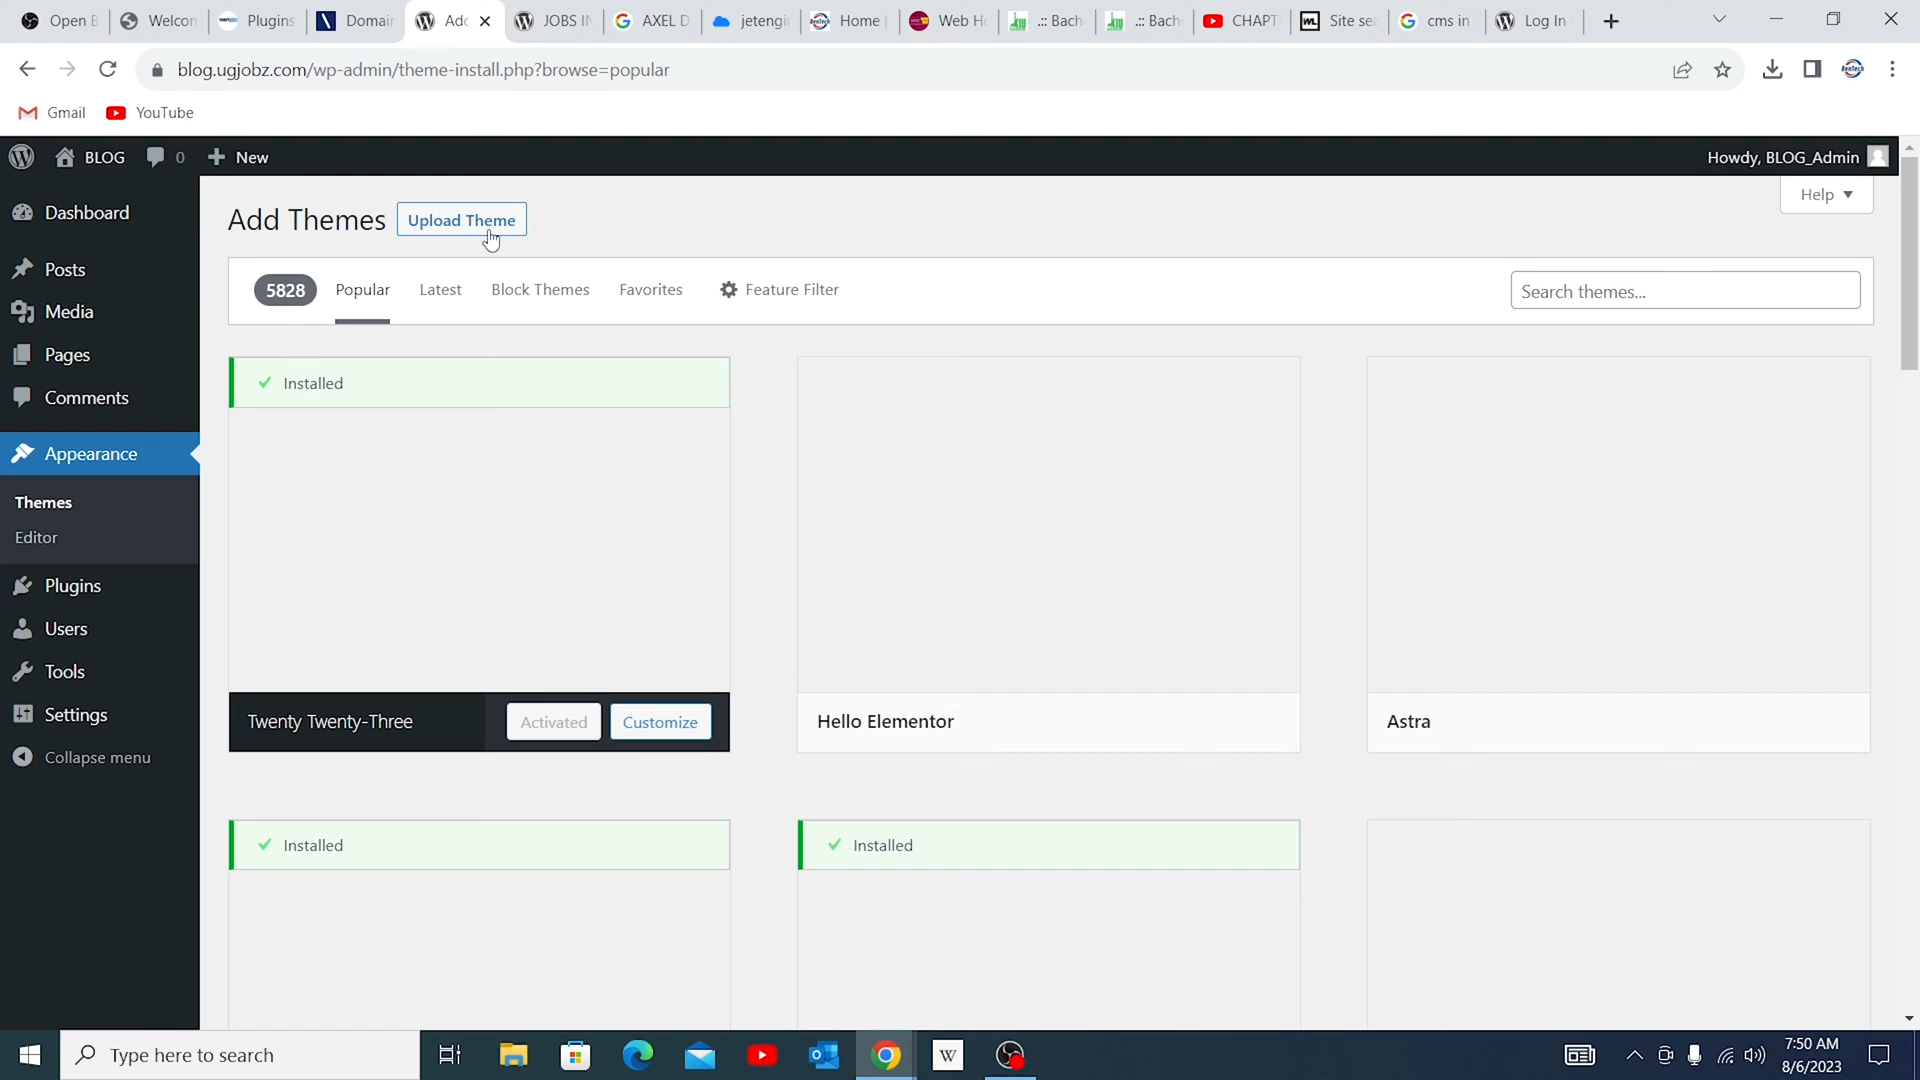 Open B
Welcon
Plugins
Domair
Adc
JOBS IN
AXEL D
jetengi
Home
Web Ho
.:: Bach
.:: Bach
CHAPT
Site sea
cms in
Log In
blog.ugjobz.com/wp-admin/theme-install.php?browse=popular
BenTech
Gmail
YouTube
BLOG
0
New
Howdy, BLOG_Admin
Dashboard
Posts
Media
Pages
Comments
Appearance
Themes
Editor
Plugins
Users
Tools
Settings
Collapse menu
Help
Add Themes
Upload Theme
5828
Popular
Latest
Block Themes
Favorites
Feature Filter
Search themes...
Installed
Twenty Twenty-Three
Activated
Customize
Hello Elementor
Astra
Installed
Installed
Type here to search
W
7:50 AM
8/6/2023